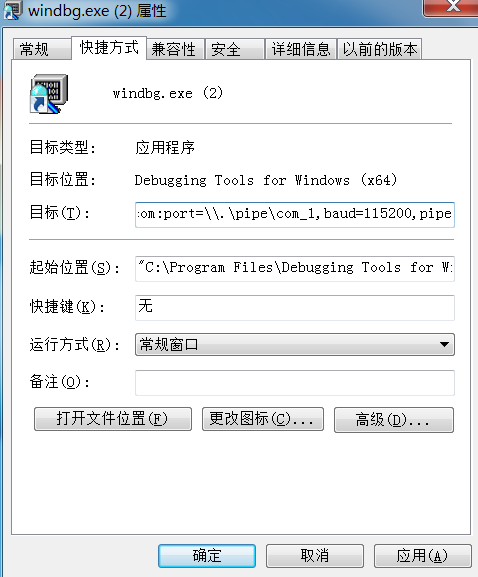 windbg.exe (2) 属性
常规 快捷方式 兼容性 安全 详细信息 以前的版本
windbg.exe (2)
目标类型: 应用程序
目标位置: Debugging Tools for Windows (x64)
目标(T): om:port=\\.\pipe\com_1,baud=115200,pipe
起始位置(S): "C:\Program Files\Debugging Tools for Wi
快捷键(K): 无
运行方式(R): 常规窗口
备注(O):
打开文件位置(F) 更改图标(C)... 高级(D)...
确定 取消 应用(A)